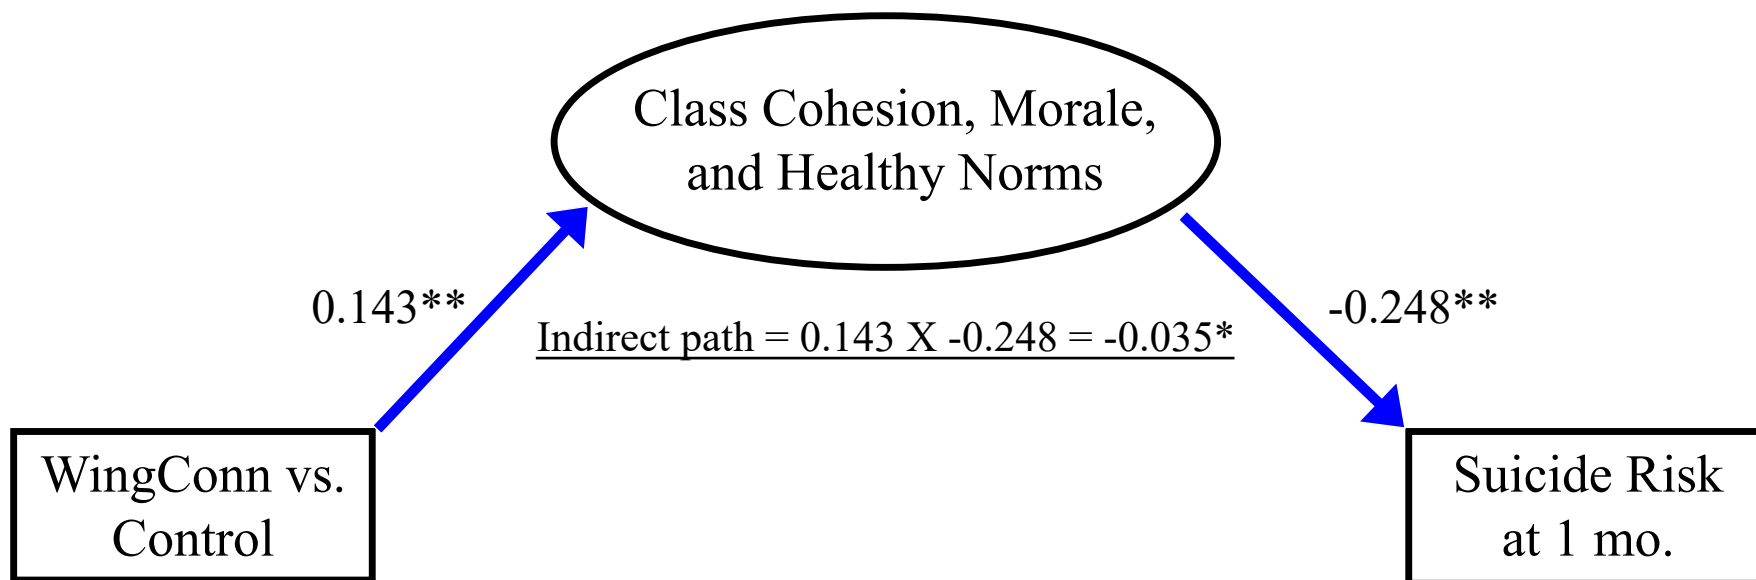 Class Cohesion, Morale,
and Healthy Norms
0.143**
-0.248**
Indirect path = 0.143 X -0.248 = -0.035*
WingConn vs.
Control
Suicide Risk
at 1 mo.